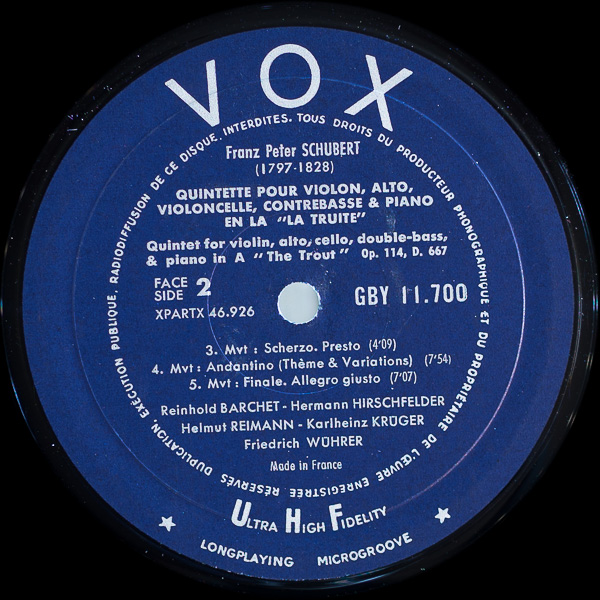 VOX
EXÉCUTION PUBLIQUE, RADIODIFFUSION DE CE DISQUE INTERDITES. TOUS DROITS DU PRODUCTEUR PHONOGRAPHIQUE ET DU PROPRIÉTAIRE DE L'ŒUVRE ENREGISTRÉE RÉSERVÉS DUPLICATION,
Franz Peter SCHUBERT
(1797-1828)
QUINTETTE POUR VIOLON, ALTO,
VIOLONCELLE, CONTREBASSE & PIANO
EN LA "LA TRUITE"
Quintet for violin, alto, cello, double-bass,
& piano in A "The Trout" Op. 114, D. 667
FACE
SIDE 2
XPARTX 46.926
GBY 11.700
3. Mvt : Scherzo. Presto (4'09)
4. Mvt : Andantino (Thème & Variations) (7'54)
5. Mvt : Finale. Allegro giusto (7'07)
Reinhold BARCHET - Hermann HIRSCHFELDER
Helmut REIMANN - Karlheinz KRÜGER
Friedrich WÜHRER
Made in France
ULTRA HIGH FIDELITY
LONGPLAYING MICROGROOVE